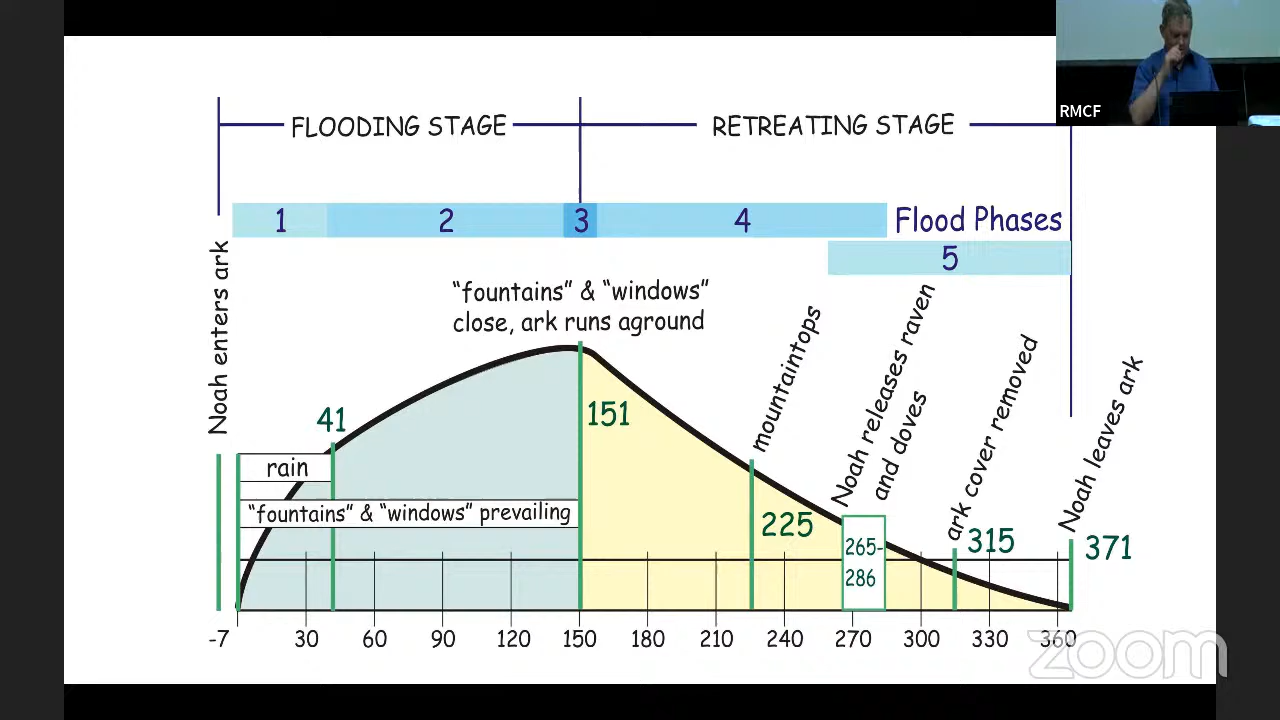 RMCF
FLOODING STAGE
RETREATING STAGE
1
2
3
4
Flood Phases
5
Noah enters ark
"fountains" & "windows"
close, ark runs aground
mountaintops
Noah releases raven
and doves
ark cover removed
Noah leaves ark
41
151
rain
"fountains" & "windows" prevailing
225
265-
286
315
371
-7
30
60
90
120
150
180
210
240
270
300
330
360
zoom